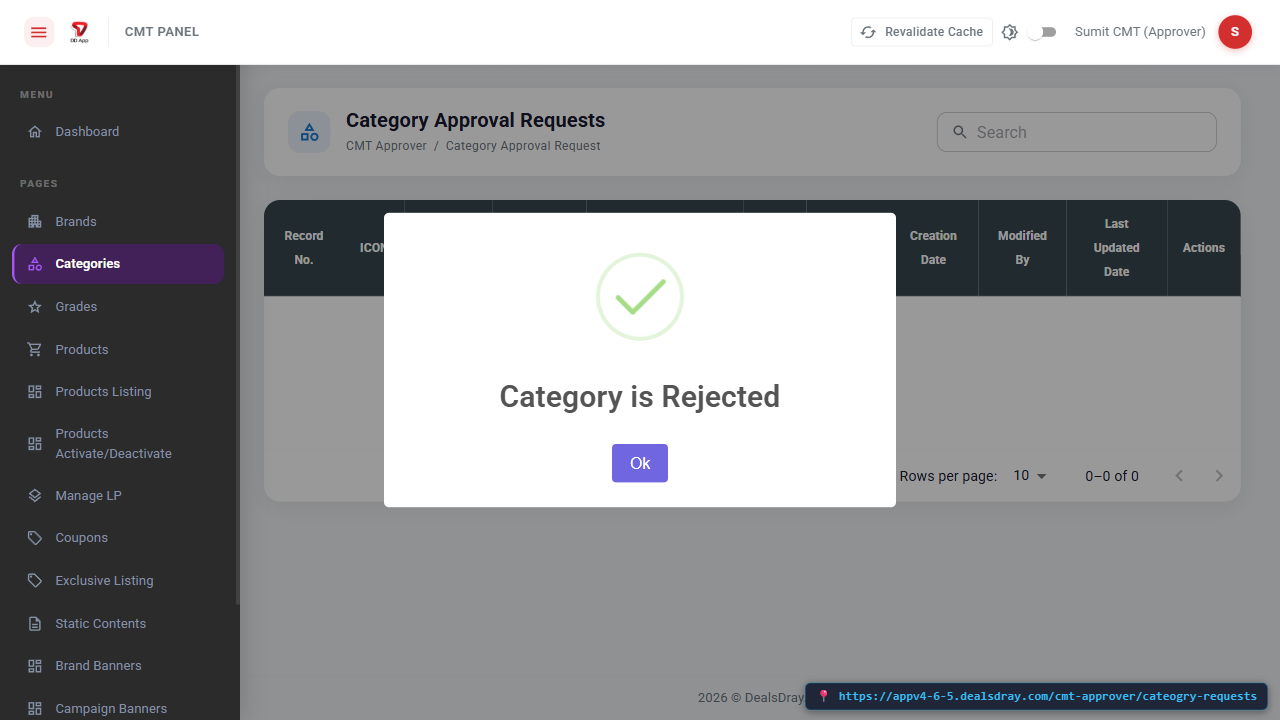 DD App
CMT PANEL
Revalidate Cache
Sumit CMT (Approver)
S
MENU
Dashboard
PAGES
Brands
Categories
Grades
Products
Products Listing
Products
Activate/Deactivate
Manage LP
Coupons
Exclusive Listing
Static Contents
Brand Banners
Campaign Banners
Category Approval Requests
CMT Approver / Category Approval Request
Search
Record
No.
ICON
Creation
Date
Modified
By
Last
Updated
Date
Actions
Category is Rejected
Ok
Rows per page: 10 0–0 of 0
2026 © DealsDray
https://appv4-6-5.dealsdray.com/cmt-approver/cateogry-requests